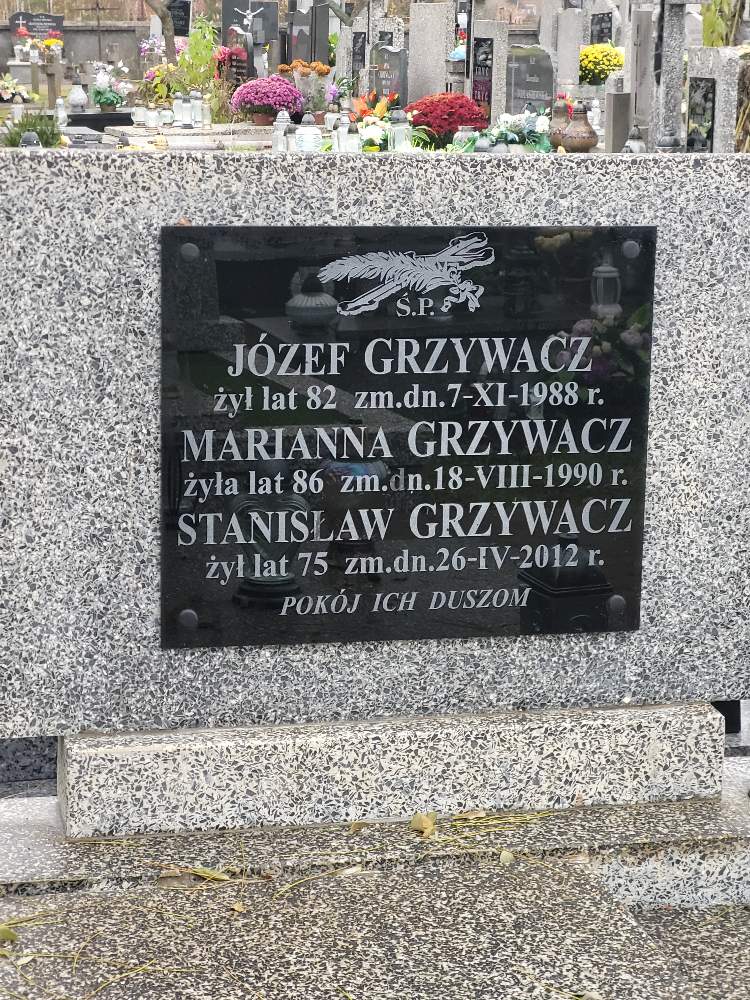 Ś.P.
JÓZEF GRZYWACZ
żył lat 82 zm.dn.7-XI-1988 r.
MARIANNA GRZYWACZ
żyła lat 86 zm.dn.18-VIII-1990 r.
STANISŁAW GRZYWACZ
żył lat 75 zm.dn.26-IV-2012 r.
POKÓJ ICH DUSZOM